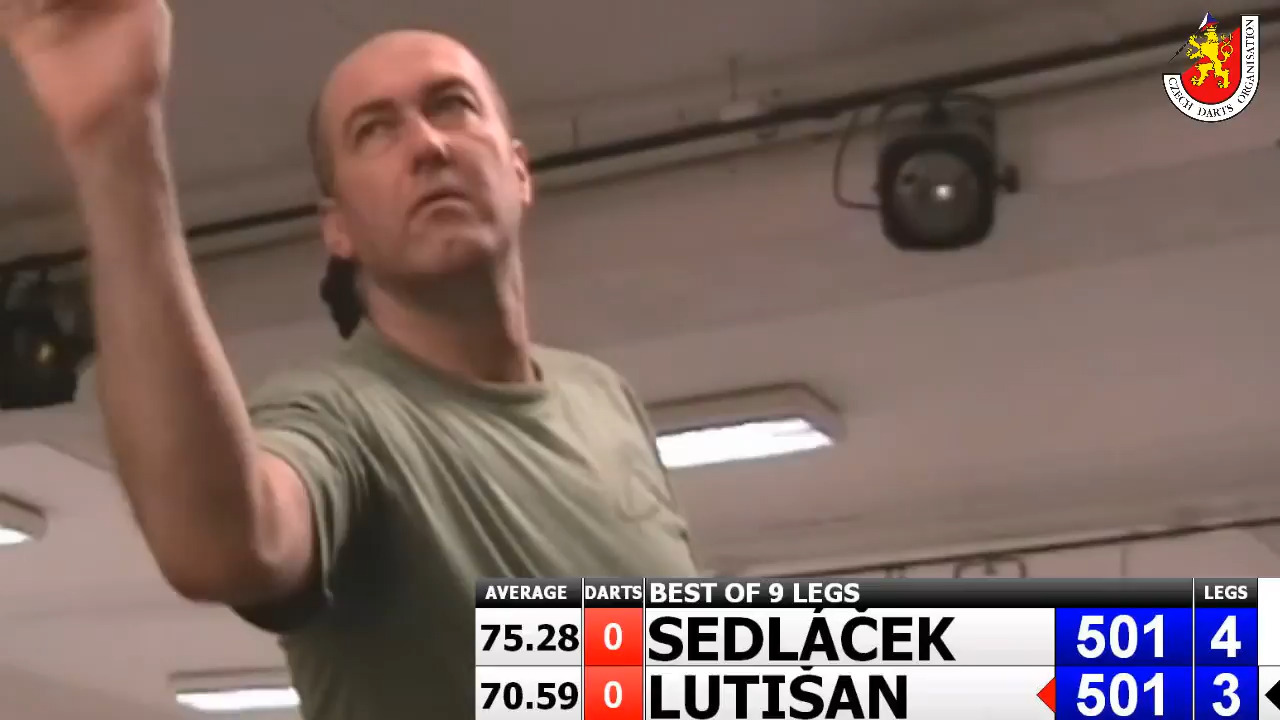 CZECH DARTS ORGANISATION
AVERAGE DARTS BEST OF 9 LEGS LEGS
75.28 0 SEDLÁČEK 501 4
70.59 0 LUTIŠAN 501 3